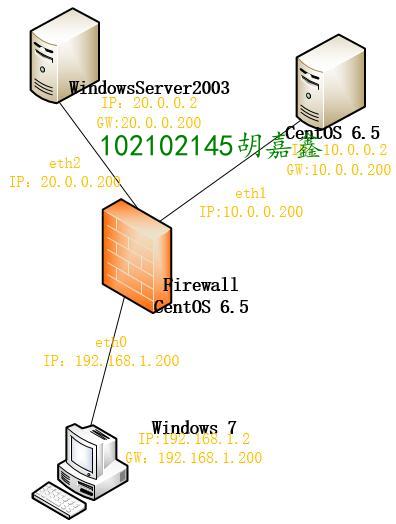 WindowsServer2003
IP: 20.0.0.2
GW:20.0.0.200
102102145胡嘉鑫
CentOS 6.5
10.0.0.2
GW:10.0.0.200
eth2
IP: 20.0.0.200
eth1
IP:10.0.0.200
Firewall
CentOS 6.5
eth0
IP: 192.168.1.200
Windows 7
IP:192.168.1.2
GW: 192.168.1.200